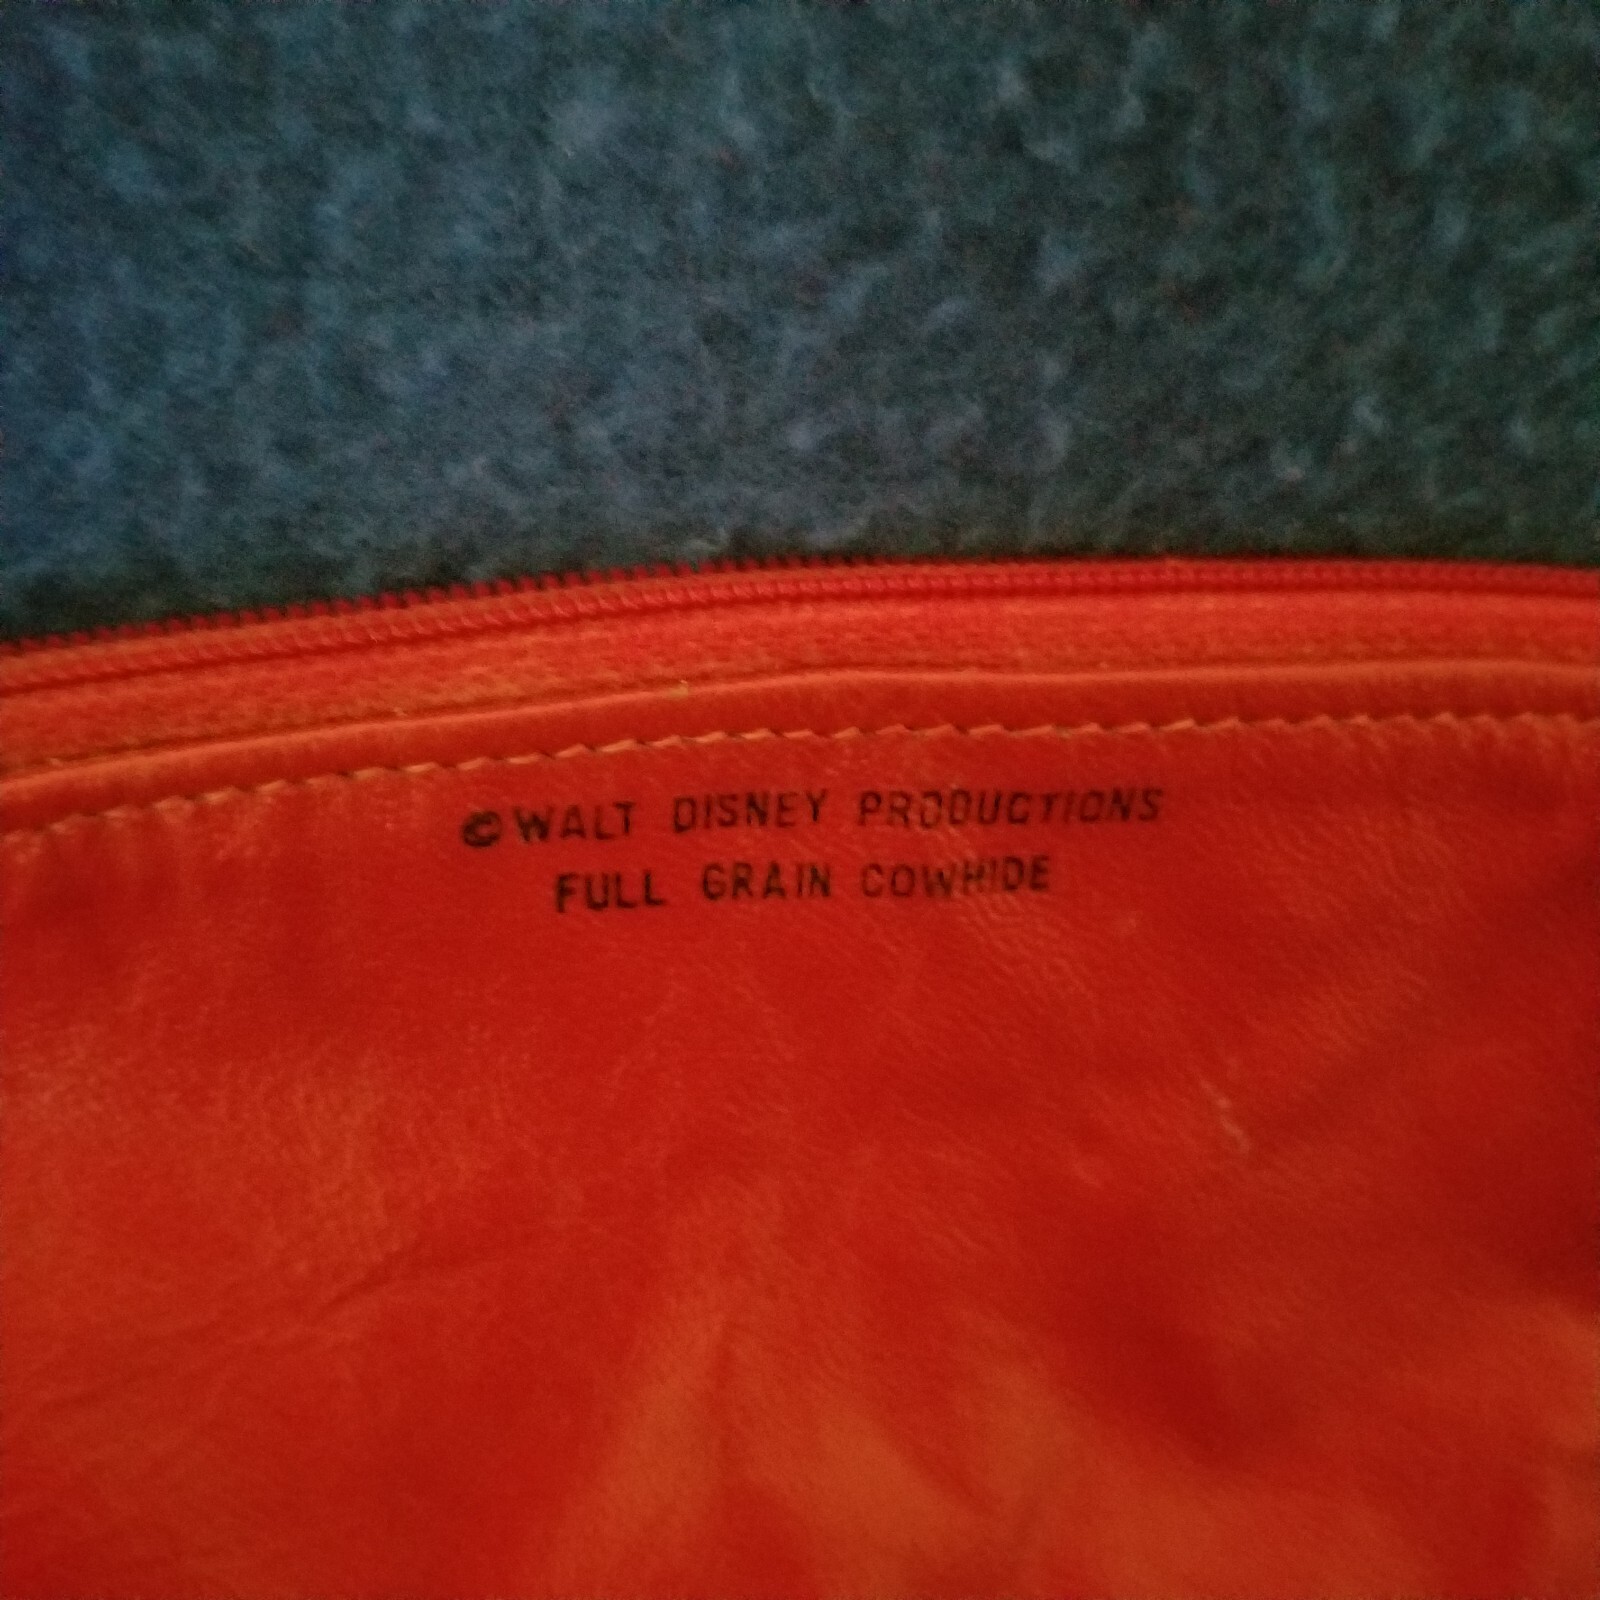 ©WALT DISNEY PRODUCTIONS
FULL GRAIN COWHIDE